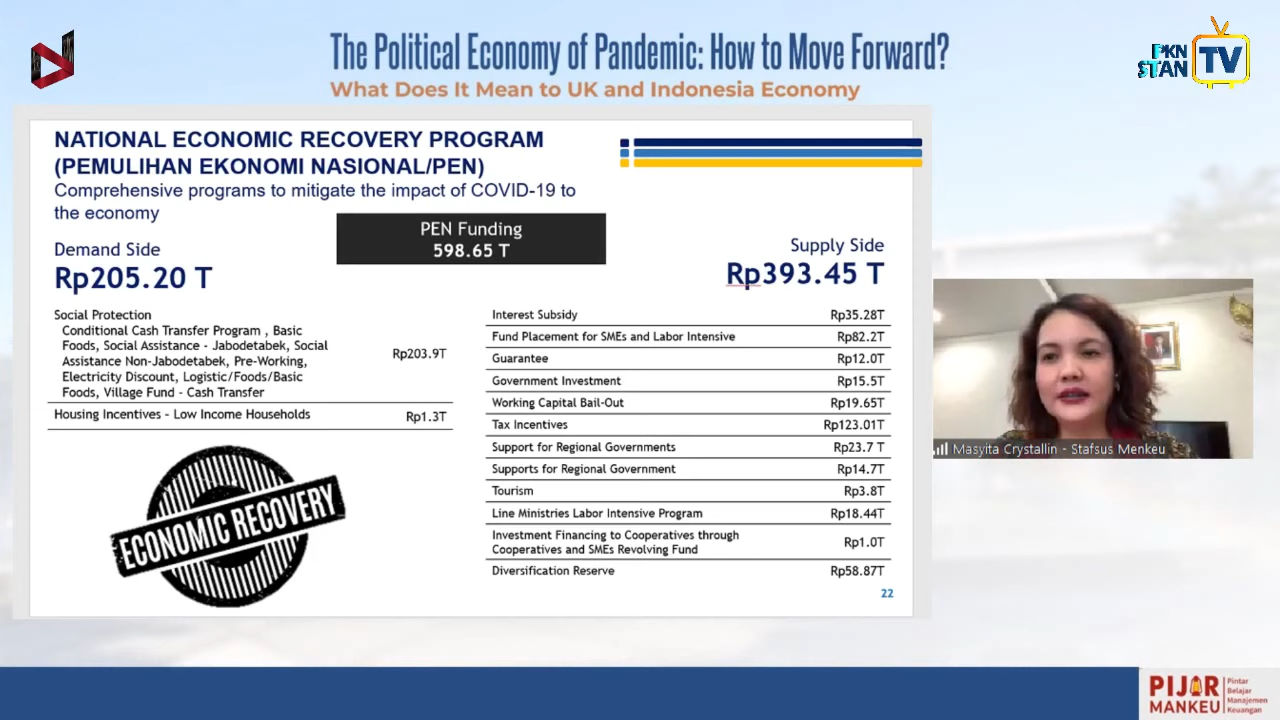 The Political Economy of Pandemic: How to Move Forward?
What Does It Mean to UK and Indonesia Economy
PKN
STAN
TV
NATIONAL ECONOMIC RECOVERY PROGRAM
(PEMULIHAN EKONOMI NASIONAL/PEN)
Comprehensive programs to mitigate the impact of COVID-19 to
the economy
PEN Funding
598.65 T
Demand Side
Rp205.20 T
Supply Side
Rp393.45 T
Social Protection
Conditional Cash Transfer Program , Basic
Foods, Social Assistance - Jabodetabek, Social
Assistance Non-Jabodetabek, Pre-Working,
Electricity Discount, Logistic/Foods/Basic
Foods, Village Fund - Cash Transfer
Rp203.9T
Housing Incentives – Low Income Households Rp1.3T
ECONOMIC RECOVERY
Interest Subsidy Rp35.28T
Fund Placement for SMEs and Labor Intensive Rp82.2T
Guarantee Rp12.0T
Government Investment Rp15.5T
Working Capital Bail-Out Rp19.65T
Tax Incentives Rp123.01T
Support for Regional Governments Rp23.7 T
Supports for Regional Government Rp14.7T
Tourism Rp3.8T
Line Ministries Labor Intensive Program Rp18.44T
Investment Financing to Cooperatives through
Cooperatives and SMEs Revolving Fund Rp1.0T
Diversification Reserve Rp58.87T
22
Masyita Crystallin - Stafsus Menkeu
PIJAR
MANKEU
Pintar
Belajar
Manajemen
Keuangan